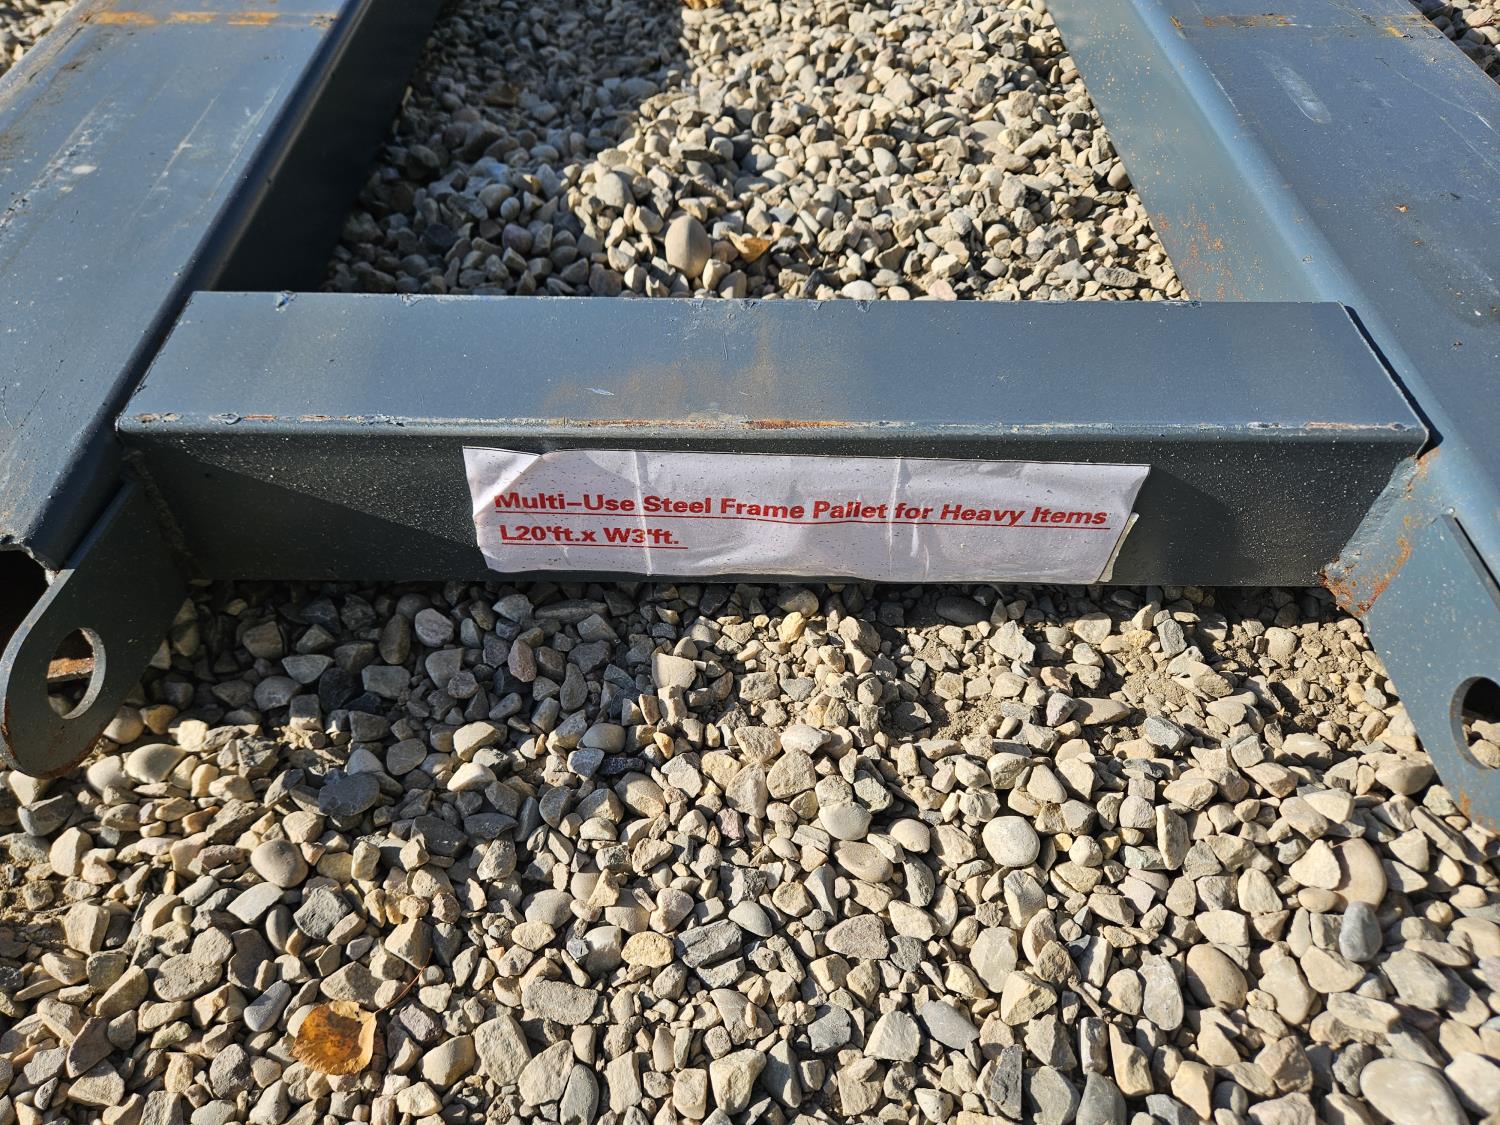 Multi-Use Steel Frame Pallet for Heavy Items
L20'ft.x W3'ft.